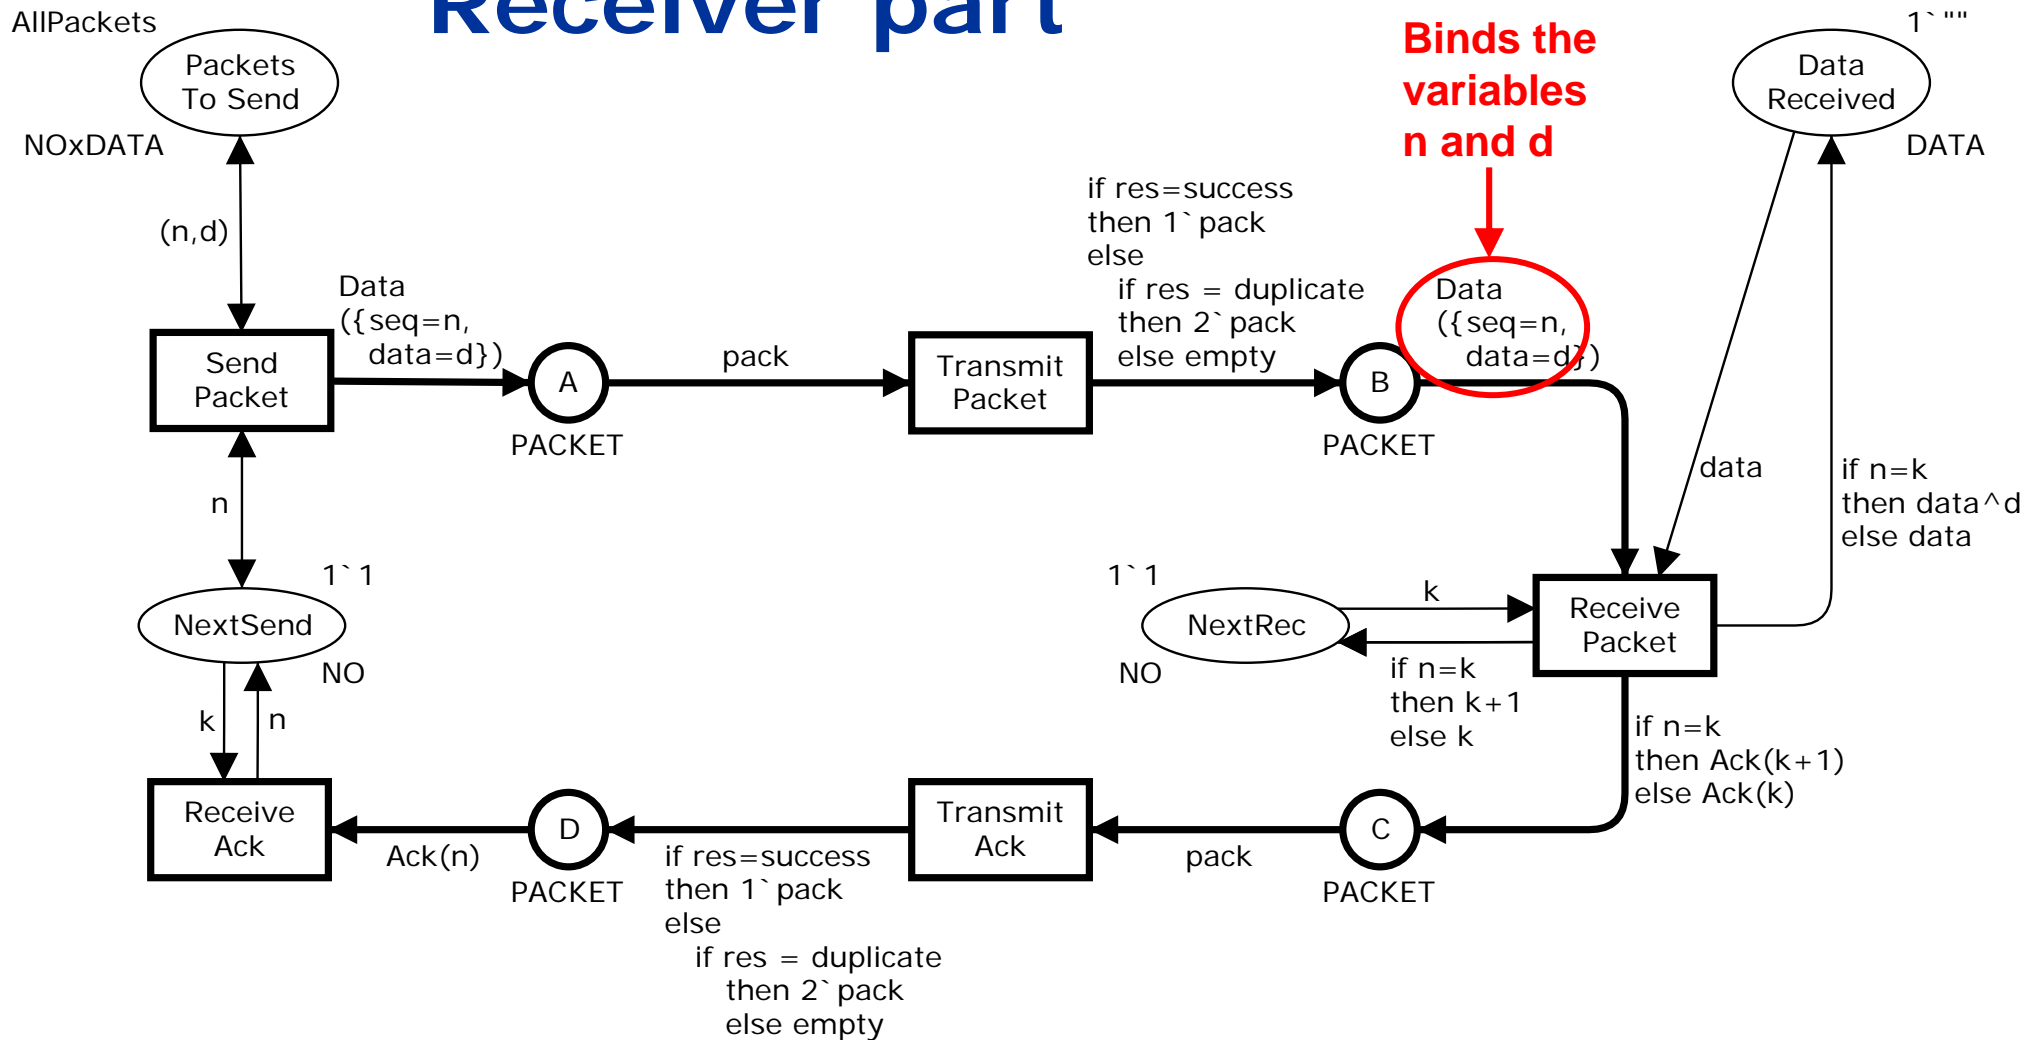 Receiver part
AllPackets
Packets
To Send
NOxDATA
(n,d)
Data
({seq=n,
data=d})
Send
Packet
A
PACKET
pack
Transmit
Packet
if res=success
then 1`pack
else
if res = duplicate
then 2`pack
else empty
B
PACKET
Binds the
variables
n and d
Data
({seq=n,
data=d})
1`""
Data
Received
DATA
data
if n=k
then data^d
else data
n
1`1
NextSend
NO
k
n
1`1
NextRec
NO
k
if n=k
then k+1
else k
Receive
Packet
if n=k
then Ack(k+1)
else Ack(k)
Receive
Ack
Ack(n)
D
PACKET
if res=success
then 1`pack
else
if res = duplicate
then 2`pack
else empty
Transmit
Ack
pack
C
PACKET